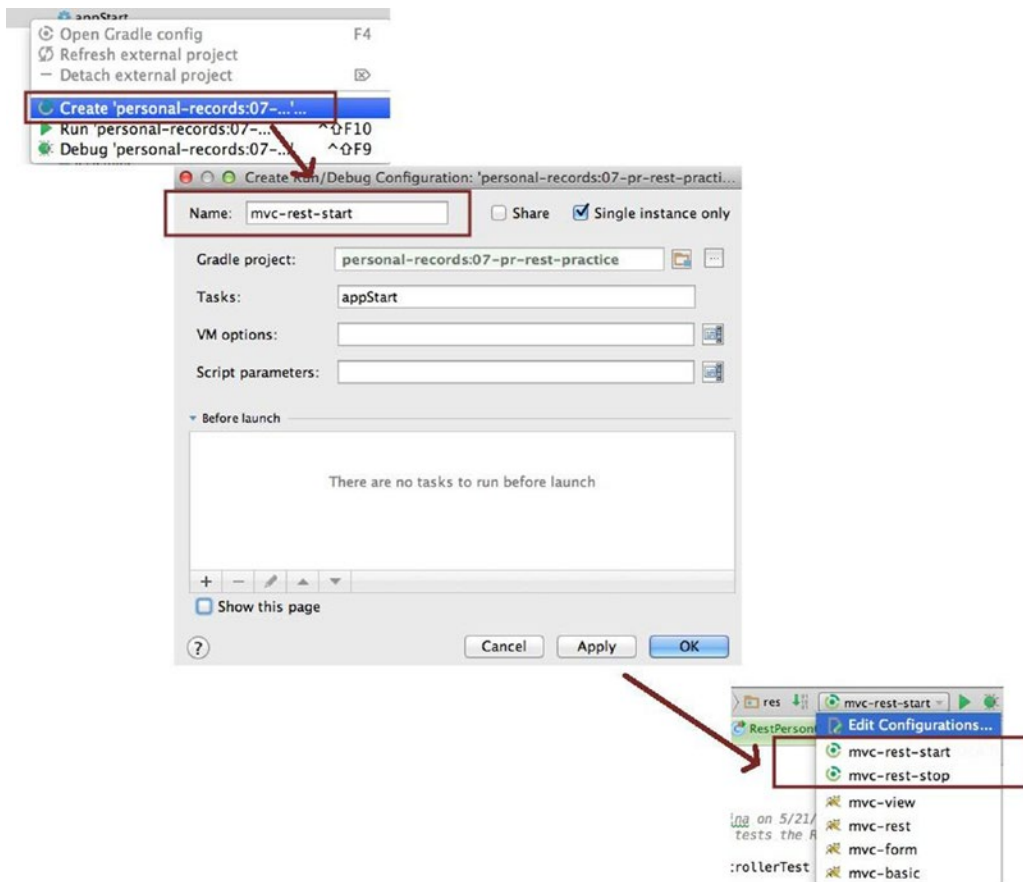 appStart
Open Gradle config F4
Refresh external project
Detach external project
Create 'personal-records:07-...'...
Run 'personal-records:07-... ^⇧F10
Debug 'personal-records:07-... ^⇧F9
Create Run/Debug Configuration: 'personal-records:07-pr-rest-practi...
Name: mvc-rest-start Share Single instance only
Gradle project: personal-records:07-pr-rest-practice
Tasks: appStart
VM options:
Script parameters:
Before launch
There are no tasks to run before launch
Show this page
? Cancel Apply OK
res mvc-rest-start
RestPerson Edit Configurations...
mvc-rest-start
mvc-rest-stop
mvc-view
on 5/21/ mvc-rest
tests the mvc-form
:rollerTest mvc-basic